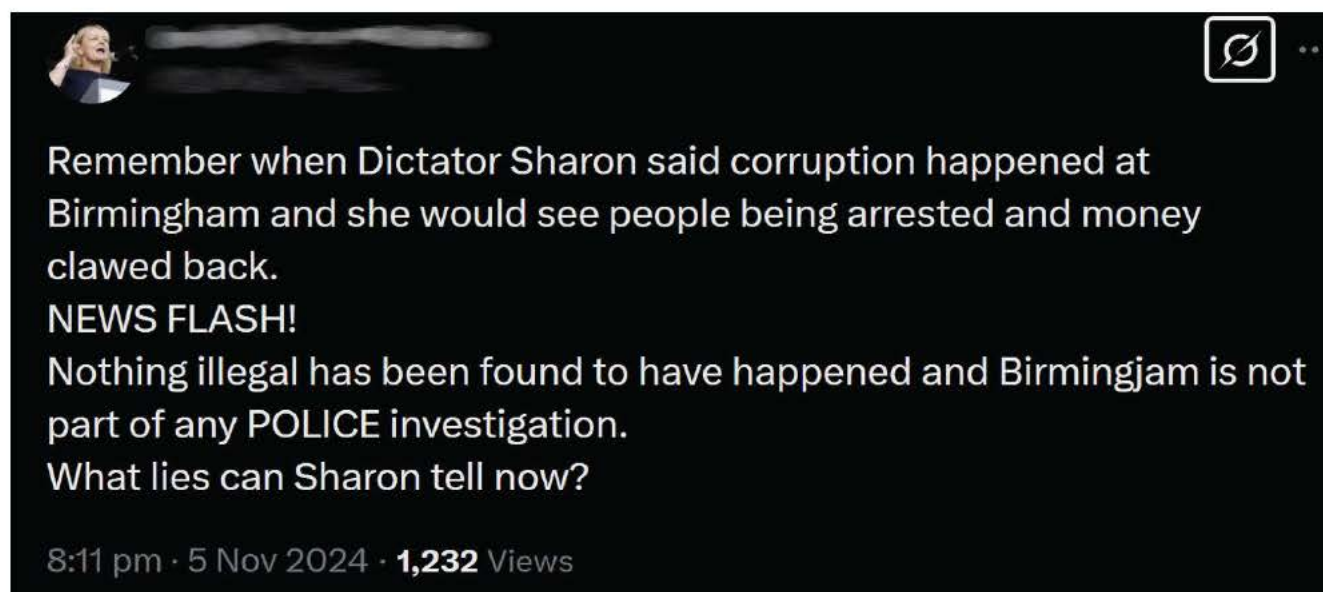 Remember when Dictator Sharon said corruption happened at
Birmingham and she would see people being arrested and money
clawed back.
NEWS FLASH!
Nothing illegal has been found to have happened and Birmingjam is not
part of any POLICE investigation.
What lies can Sharon tell now?
8:11 pm · 5 Nov 2024 · 1,232 Views